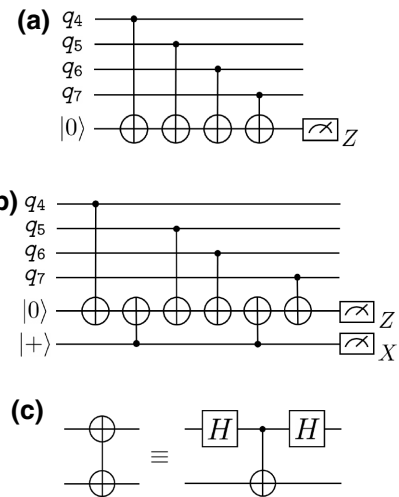 (a) q4
q5
q6
q7
|0⟩ Z
b) q4
q5
q6
q7
|0⟩ Z
|+⟩ X
(c) ≡ H H